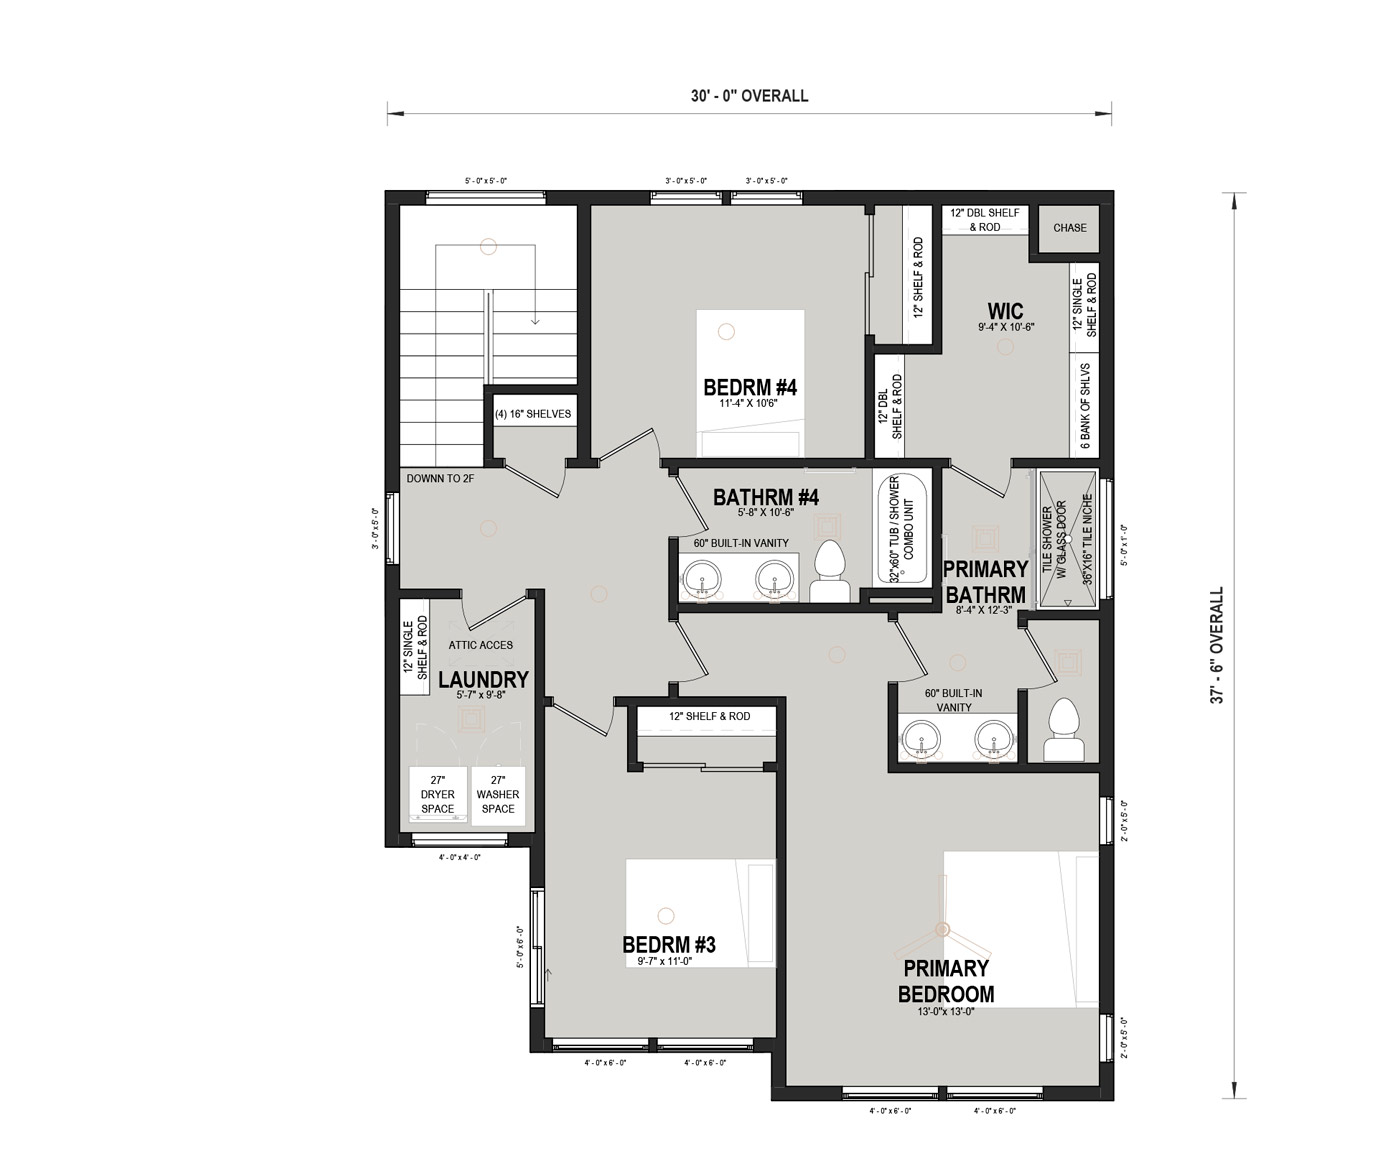 30' - 0" OVERALL
5' - 0" x 5' - 0"
3' - 0" x 5' - 0"
3' - 0" x 5' - 0"
12" DBL SHELF
& ROD
CHASE
12" SHELF & ROD
12" SINGLE
SHELF & ROD
WIC
9'-4" X 10'-6"
BEDRM #4
11'-4" X 10'6"
12" DBL
SHELF & ROD
6 BANK OF SHLVS
(4) 16" SHELVES
DOWNN TO 2F
3' - 0" x 5' - 0"
BATHRM #4
5'-8" X 10'-6"
60" BUILT-IN VANITY
32"x60" TUB / SHOWER
COMBO UNIT
TILE SHOWER
W/ GLASS DOOR
36"X16" TILE NICHE
5' - 0" x 1' - 0"
PRIMARY
BATHRM
8'-4" X 12'-3"
37' - 6" OVERALL
12" SINGLE
SHELF & ROD
ATTIC ACCES
LAUNDRY
5'-7" x 9'-8"
60" BUILT-IN
VANITY
12" SHELF & ROD
27"
DRYER
SPACE
27"
WASHER
SPACE
4' - 0" x 4' - 0"
2' - 0" x 5' - 0"
5' - 0" x 6' - 0"
BEDRM #3
9'-7" x 11'-0"
PRIMARY
BEDROOM
13'-0"x 13'-0"
2' - 0" x 5' - 0"
4' - 0" x 6' - 0"
4' - 0" x 6' - 0"
4' - 0" x 6' - 0"
4' - 0" x 6' - 0"